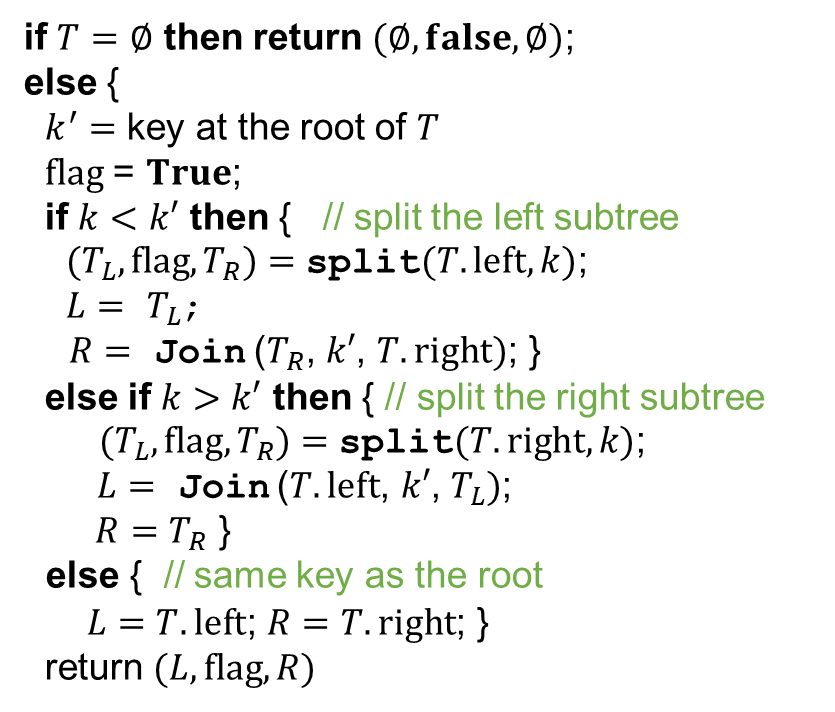 if T = ∅ then return (∅, false, ∅);
else {
k′ = key at the root of T
flag = True;
if k < k′ then { // split the left subtree
(T_L, flag, T_R) = split(T.left, k);
L = T_L;
R = Join(T_R, k′, T.right); }
else if k > k′ then { // split the right subtree
(T_L, flag, T_R) = split(T.right, k);
L = Join(T.left, k′, T_L);
R = T_R }
else { // same key as the root
L = T.left; R = T.right; }
return (L, flag, R)